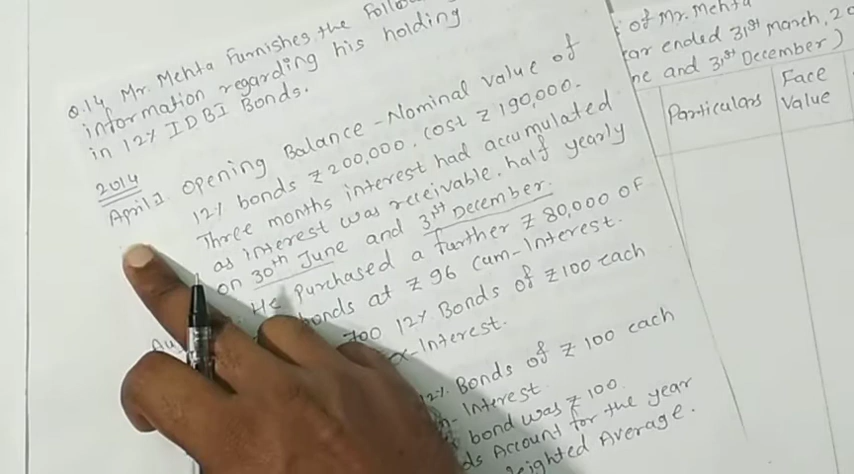 Q.14. Mr. Mehta Furnishes the
information regarding his holding
in 12% IDBI Bonds.
2014
April 1 opening Balance - Nominal value of
12% bonds ₹200,000. cost ₹190,000.
Three months interest had accumulated
as interest was receivable half yearly
on 30th June and 31st December.
He purchased a further ₹80,000 OF
bonds at ₹96 cum-Interest.
12% Bonds of ₹100 each
-Interest.
12%. Bonds of ₹100 each
Interest.
bond was ₹100.
Account for the year
Average.
of Mr. Mehta
ended 31st march, 20
and 31st December)
Particulars
Face
Value